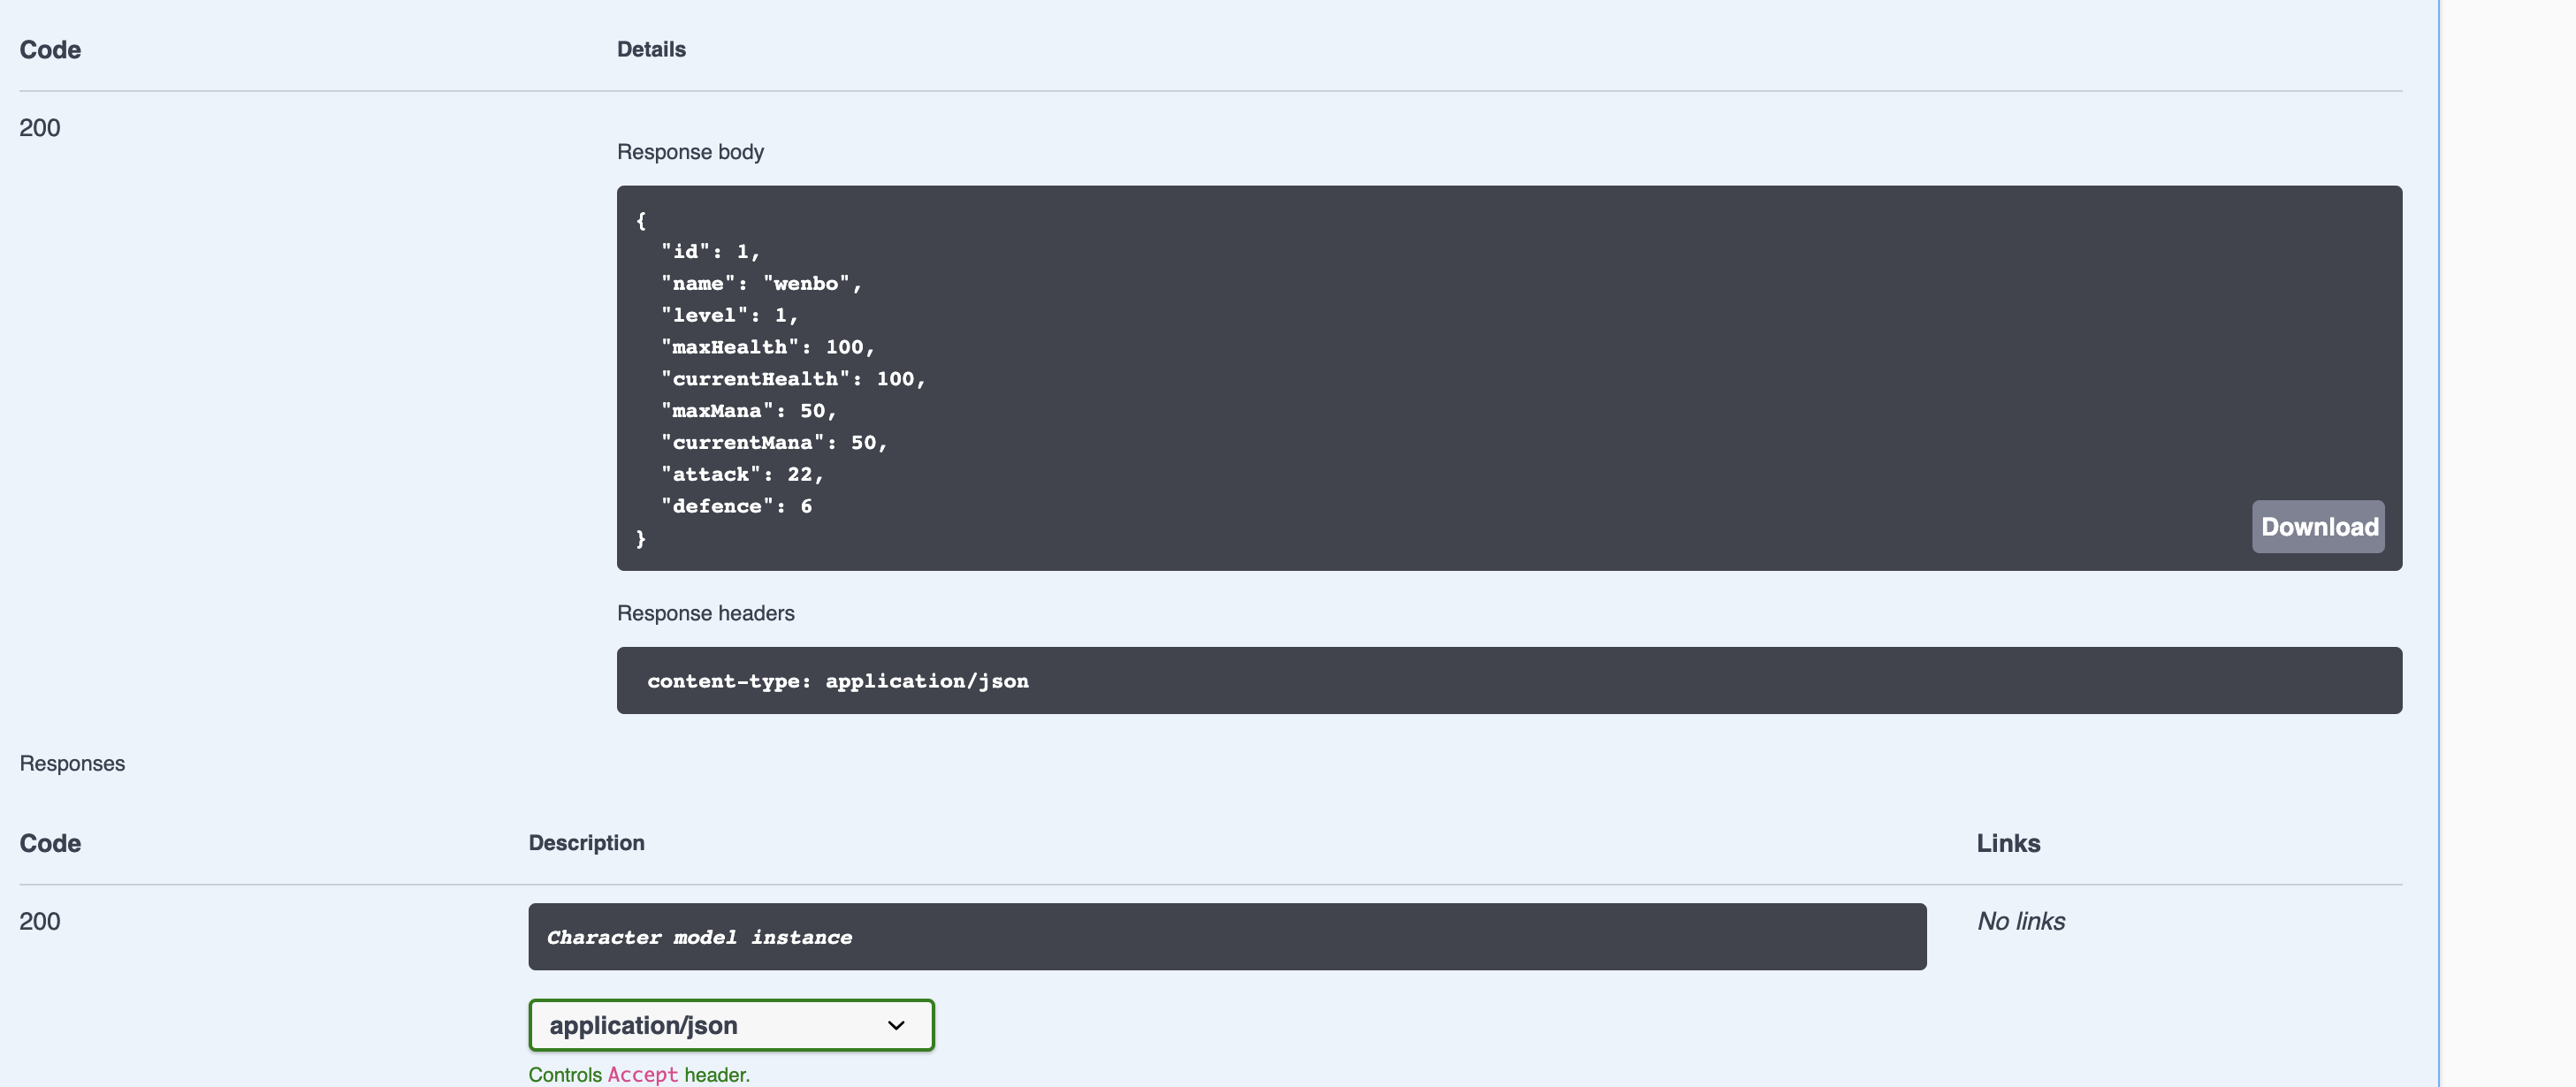 Code Details
200
Response body
{
"id": 1,
"name": "wenbo",
"level": 1,
"maxHealth": 100,
"currentHealth": 100,
"maxMana": 50,
"currentMana": 50,
"attack": 22,
"defence": 6
}
Download
Response headers
content-type: application/json
Responses
Code Description Links
200 Character model instance No links
application/json
Controls Accept header.